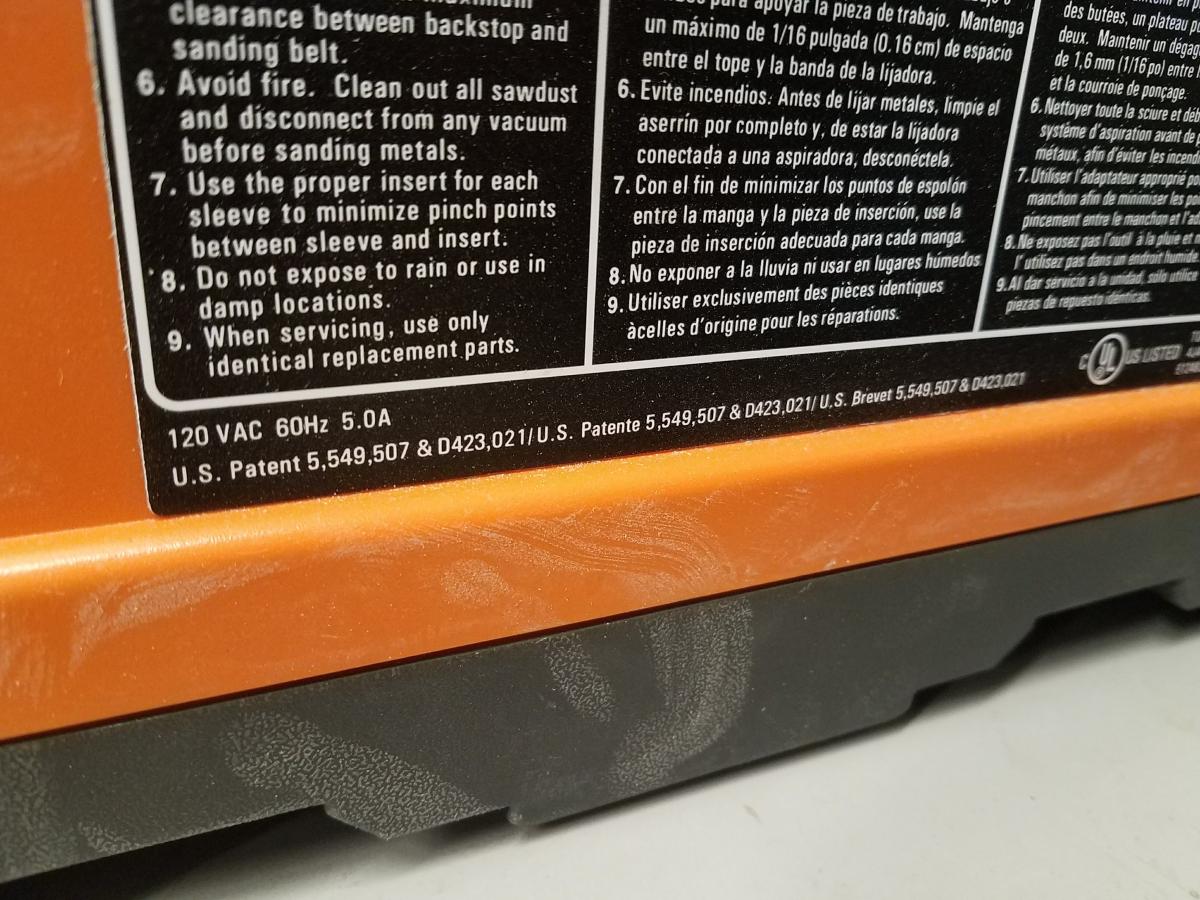 maximum
clearance between backstop and
sanding belt.
6. Avoid fire. Clean out all sawdust
and disconnect from any vacuum
before sanding metals.
7. Use the proper insert for each
sleeve to minimize pinch points
between sleeve and insert.
8. Do not expose to rain or use in
damp locations.
9. When servicing, use only
identical replacement parts.
para apoyar la pieza de trabajo. Mantenga
un máximo de 1/16 pulgada (0.16 cm) de espacio
entre el tope y la banda de la lijadora.
6. Evite incendios. Antes de lijar metales, limpie el
aserrín por completo y, de estar la lijadora
conectada a una aspiradora, desconéctela.
7. Con el fin de minimizar los puntos de espolón
entre la manga y la pieza de inserción, use la
pieza de inserción adecuada para cada manga.
8. No exponer a la lluvia ni usar en lugares húmedos.
9. Utiliser exclusivement des pièces identiques
àcelles d'origine pour les réparations.
des butées, un plateau
deux. Maintenir un
de 1,6 mm (1/16 po) entre
et la courroie de ponçage.
6. Nettoyer toute la sciure et
système d'aspiration avant de
métaux, afin d'éviter les
7. Utiliser l'adaptateur approprié
manchon afin de minimiser les
pincement entre le manchon et
8. Ne exposez pas l'outil à la pluie et
l'utilisez pas dans un endroit humide.
9. Al dar servicio a la unidad, sólo utilice
piezas de repuesto idénticas.
120 VAC 60Hz 5.0A
C UL US LISTED
U.S. Patent 5,549,507 & D423,021/ U.S. Patente 5,549,507 & D423,021/ U.S. Brevet 5,549,507 & D423,021